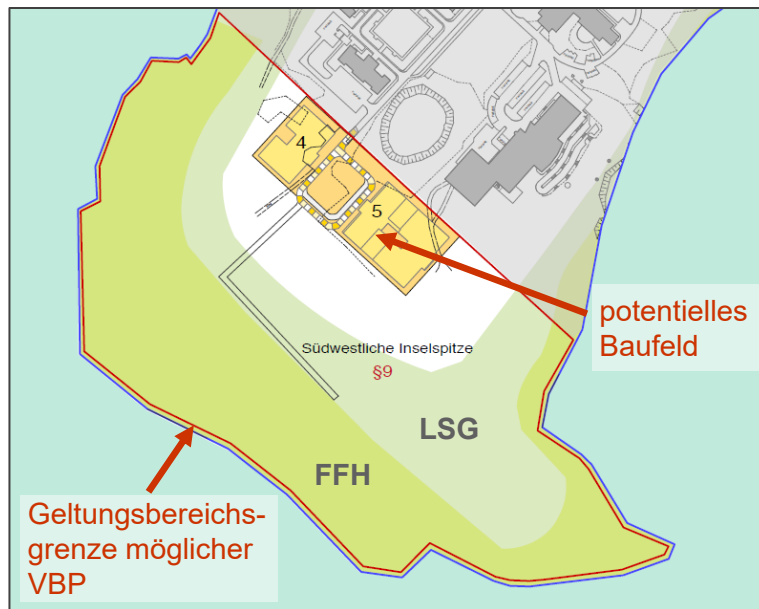 4
5
potentielles
Baufeld
Südwestliche Inselspitze
§9
LSG
FFH
Geltungsbereichs-
grenze möglicher
VBP